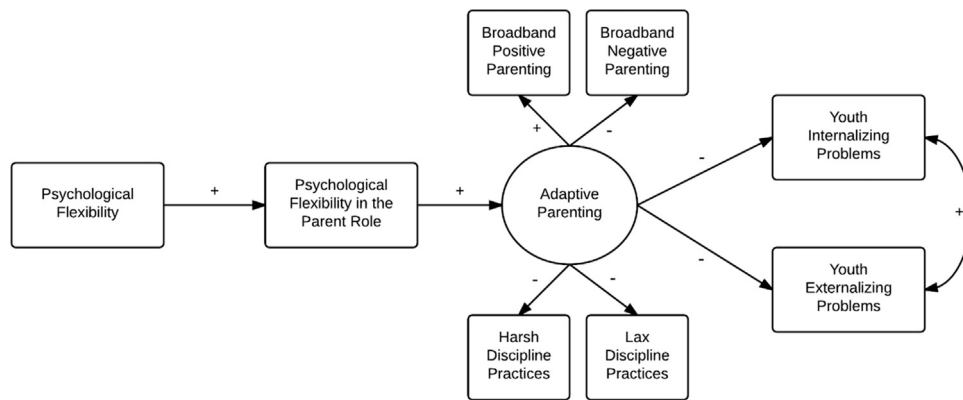 Broadband
Positive
Parenting
Broadband
Negative
Parenting
+
-
Psychological
Flexibility
+
Psychological
Flexibility in the
Parent Role
+
Adaptive
Parenting
-
-
Youth
Internalizing
Problems
+
Youth
Externalizing
Problems
-
-
Harsh
Discipline
Practices
Lax
Discipline
Practices